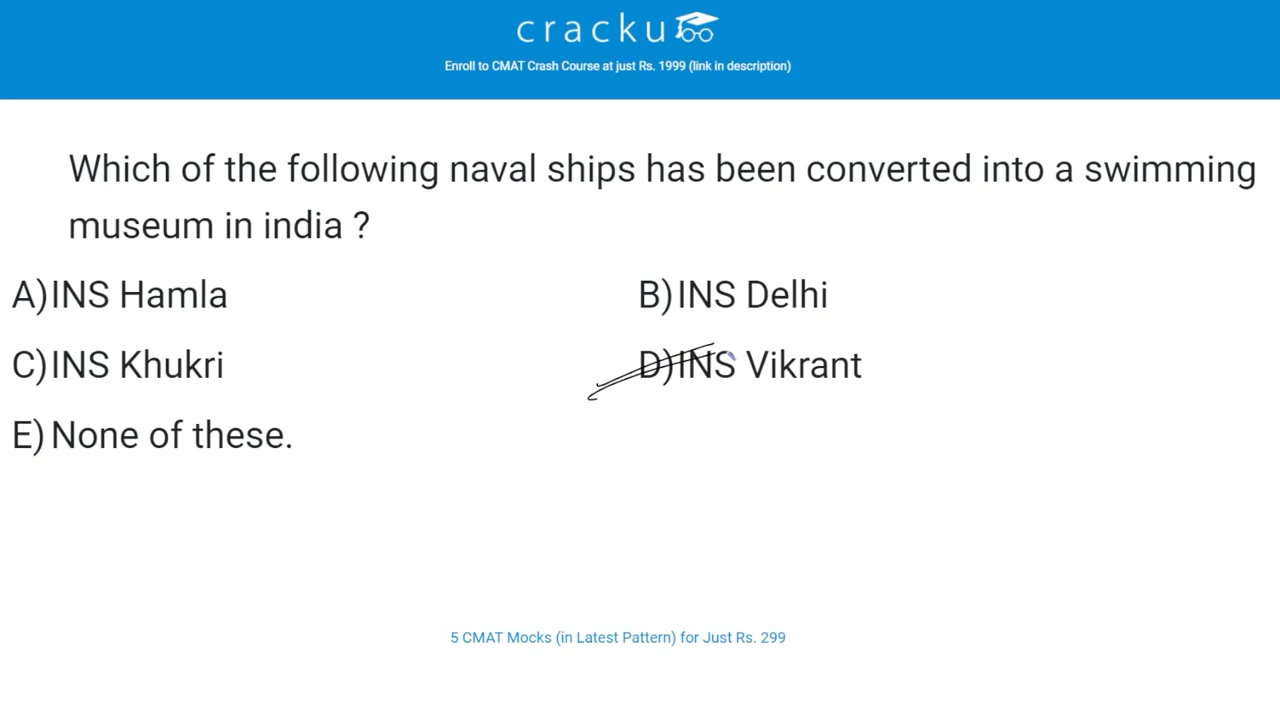 cracku
Enroll to CMAT Crash Course at just Rs. 1999 (link in description)
Which of the following naval ships has been converted into a swimming
museum in india ?
A)INS Hamla
B)INS Delhi
C)INS Khukri
D)INS Vikrant
E)None of these.
5 CMAT Mocks (in Latest Pattern) for Just Rs. 299